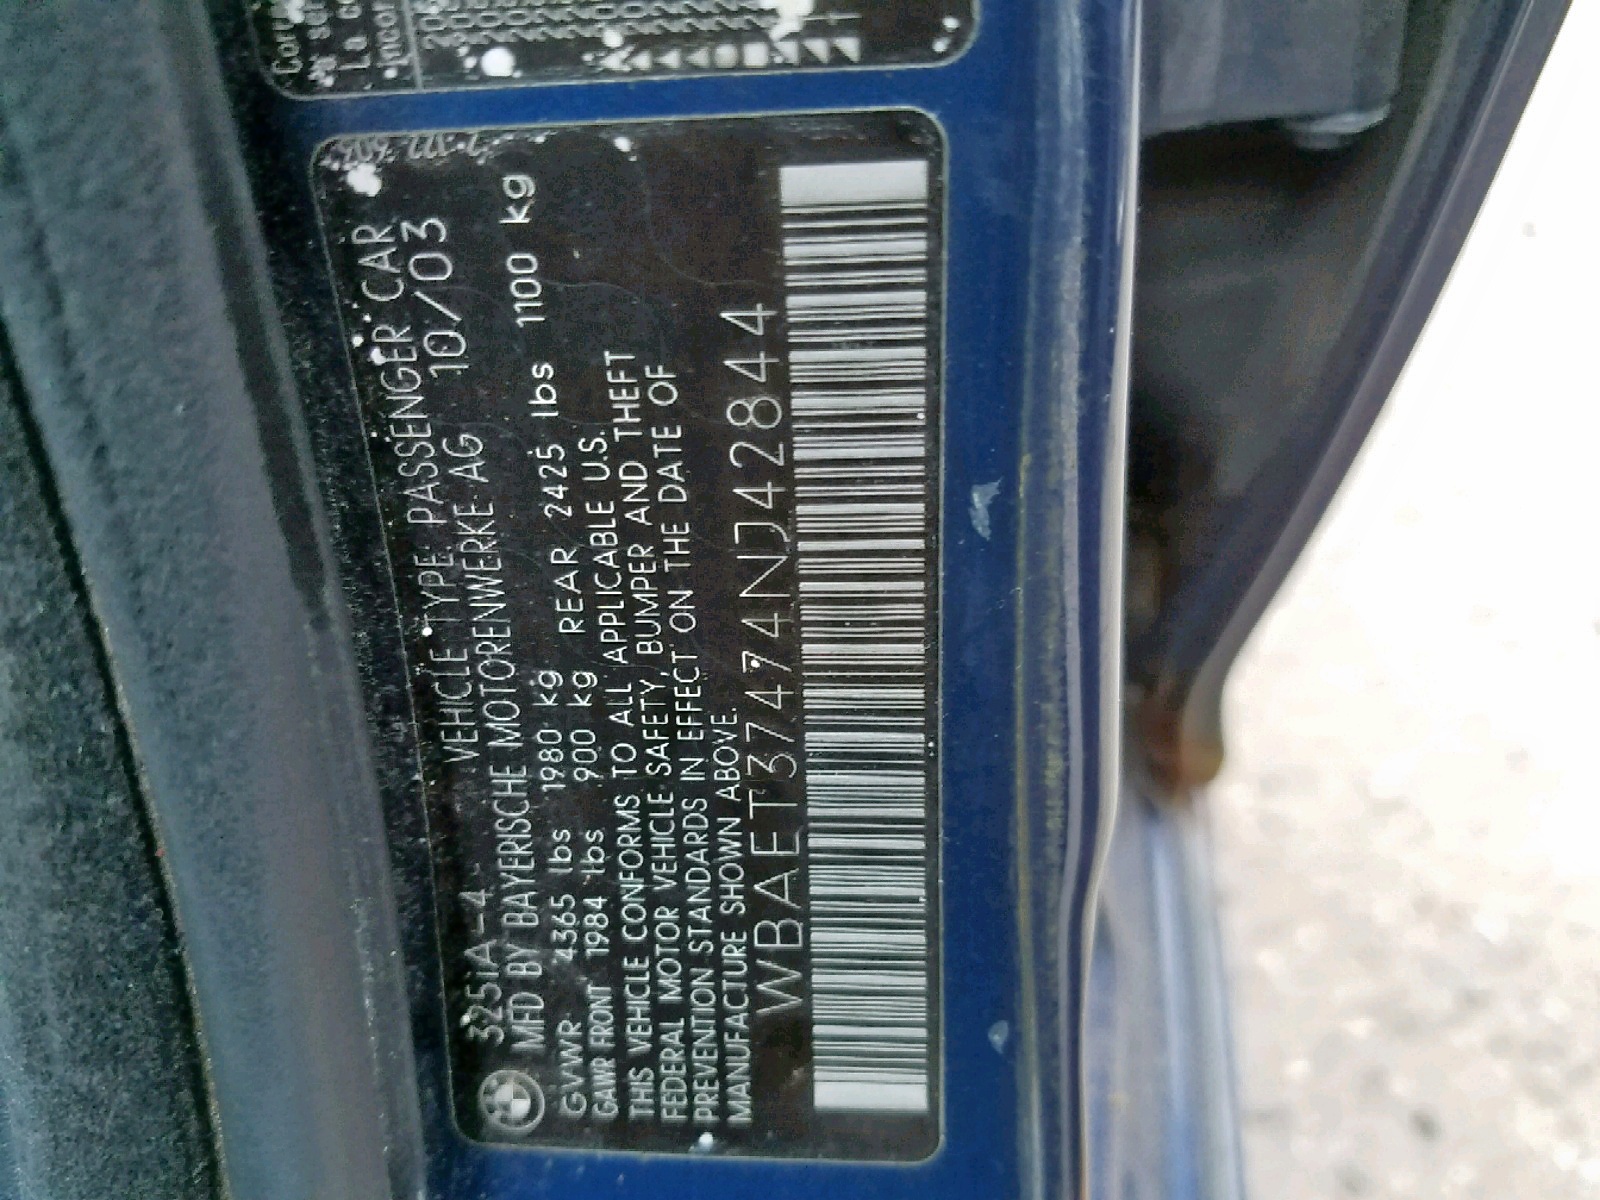 325iA-4 VEHICLE TYPE: PASSENGER CAR
MFD BY BAYERISCHE MOTORENWERKE AG 10/03
GVWR 4365 lbs 1980 kg
GAWR FRONT 1984 lbs 900 kg REAR 2425 lbs 1100 kg
THIS VEHICLE CONFORMS TO ALL APPLICABLE U.S.
FEDERAL MOTOR VEHICLE SAFETY, BUMPER AND THEFT
PREVENTION STANDARDS IN EFFECT ON THE DATE OF
MANUFACTURE SHOWN ABOVE.
WBAET37474NJ42844